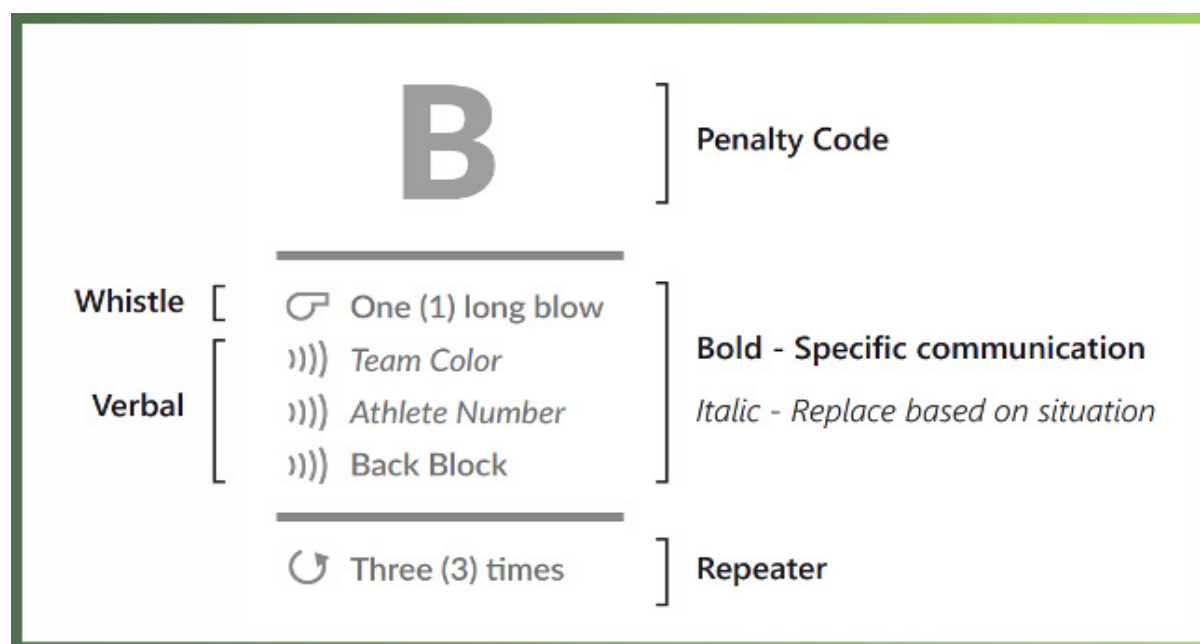 B
Penalty Code
Whistle
One (1) long blow
Team Color
Verbal
Athlete Number
Back Block
Bold - Specific communication
Italic - Replace based on situation
Three (3) times
Repeater